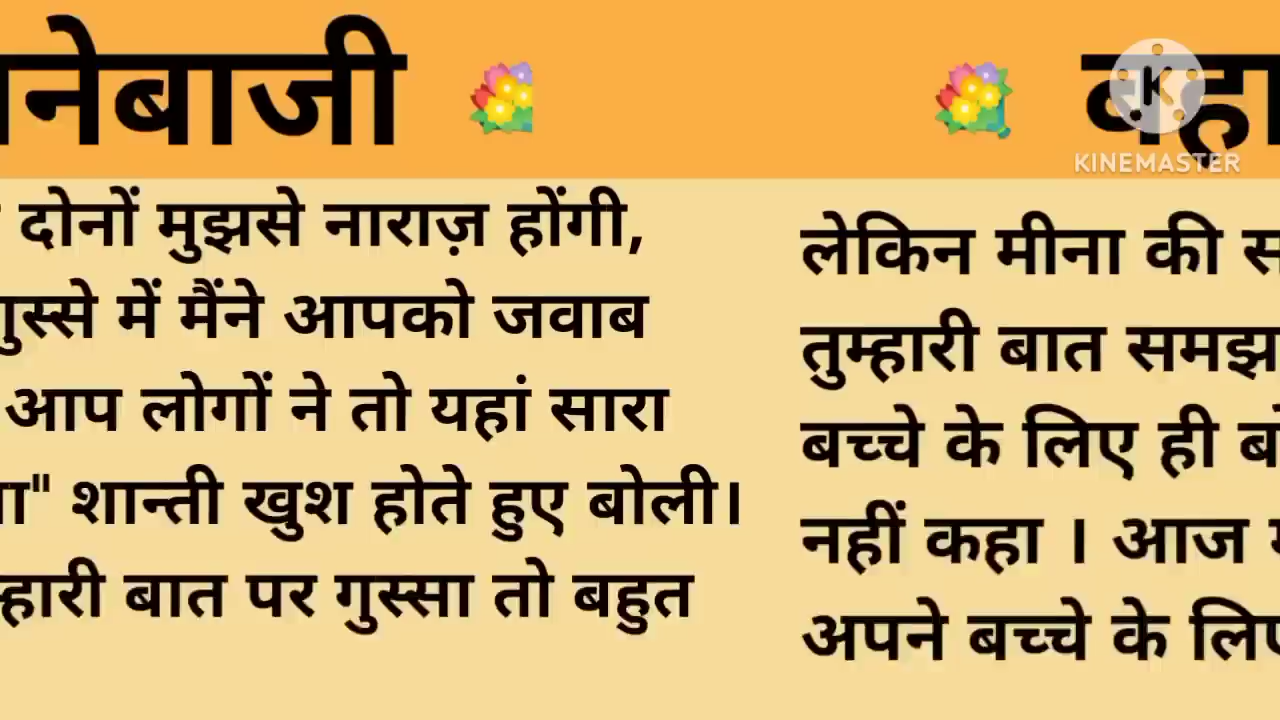 नेबाजी
दोनों मुझसे नाराज़ होंगी,
गुस्से में मैंने आपको जवाब
आप लोगों ने तो यहां सारा
शान्ती खुश होते हुए बोली।
बात पर गुस्सा तो बहुत
KINEMASTER
लेकिन मीना की
तुम्हारी बात समझ
बच्चे के लिए ही
नहीं कहा । आज
अपने बच्चे के लिए